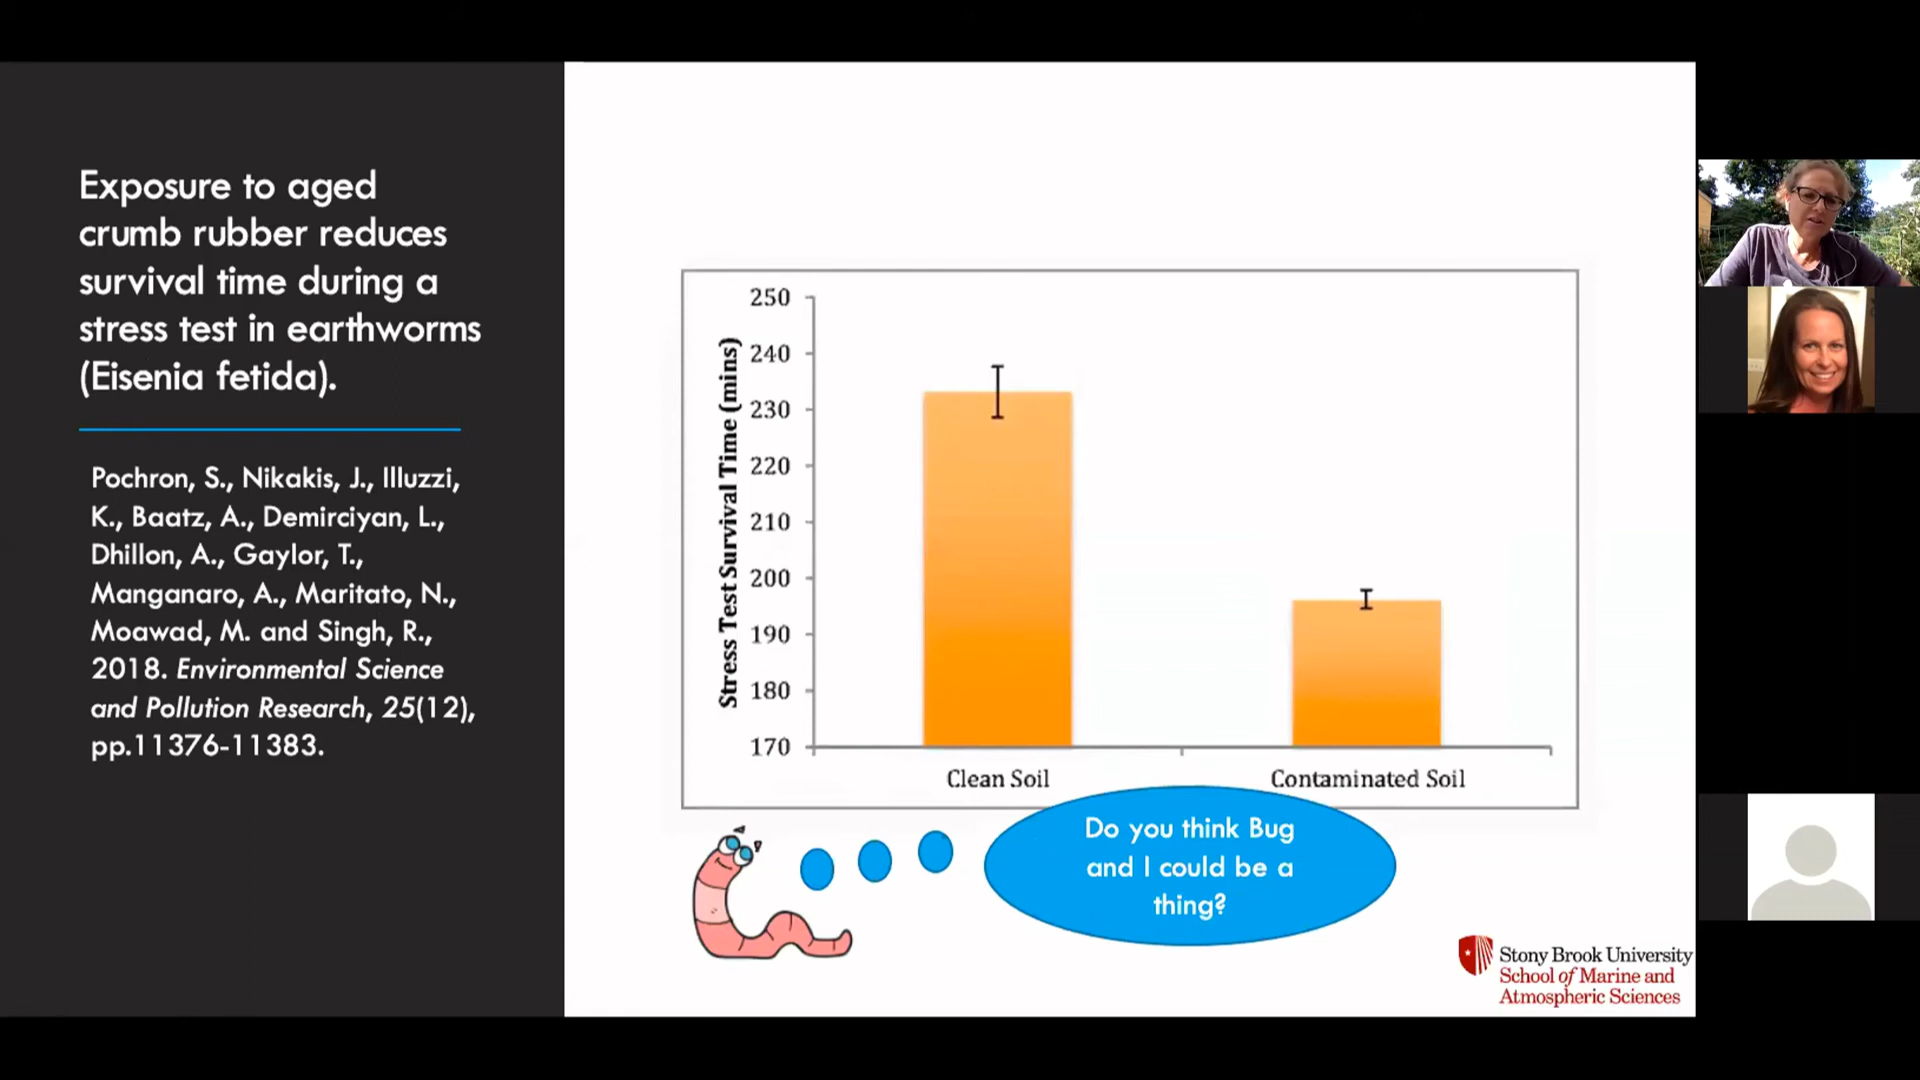 Exposure to aged
crumb rubber reduces
survival time during a
stress test in earthworms
(Eisenia fetida).
Pochron, S., Nikakis, J., Illuzzi,
K., Baatz, A., Demirciyan, L.,
Dhillon, A., Gaylor, T.,
Manganaro, A., Maritato, N.,
Moawad, M. and Singh, R.,
2018. Environmental Science
and Pollution Research, 25(12),
pp.11376-11383.
Stress Test Survival Time (mins)
250
240
230
220
210
200
190
180
170
Clean Soil
Contaminated Soil
Do you think Bug
and I could be a
thing?
Stony Brook University
School of Marine and
Atmospheric Sciences